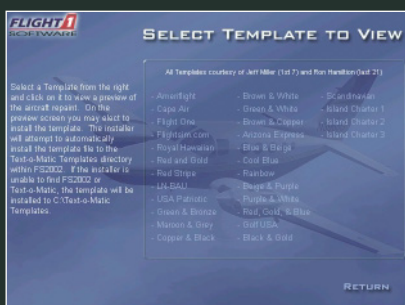 FLIGHT1
SOFTWARE
SELECT TEMPLATE TO VIEW
All Templates courtezy of Jeff Miller (1st 7) and Ron Hamilton (last 21)
Select a Template from the right
and click on it to view a preview of
the aircraft repaint. On the
preview screen you may elect to
install the template. The installer
will attempt to automatically
install the template file to the
Text-o-Matic Templates directory
within FS2002. If the installer is
unable to find FS2002 or
Text-o-Matic, the template will be
installed to C:\Text-o-Matic
Templates.
- Ameriflight
- Cape Air
- Flight One
- Flightsim.com
- Royal Hawaiian
- Red and Gold
- Red Stripe
- LN-BAU
- USA Patriotic
- Green & Bronze
- Maroon & Grey
- Copper & Black
- Brown & White
- Green & White
- Brown & Copper
- Arizona Express
- Blue & Beige
- Cool Blue
- Rainbow
- Beige & Purple
- Purple & White
- Red, Gold, & Blue
- Golf USA
- Black & Gold
- Scandinavian
- Island Charter 1
- Island Charter 2
- Island Charter 3
RETURN